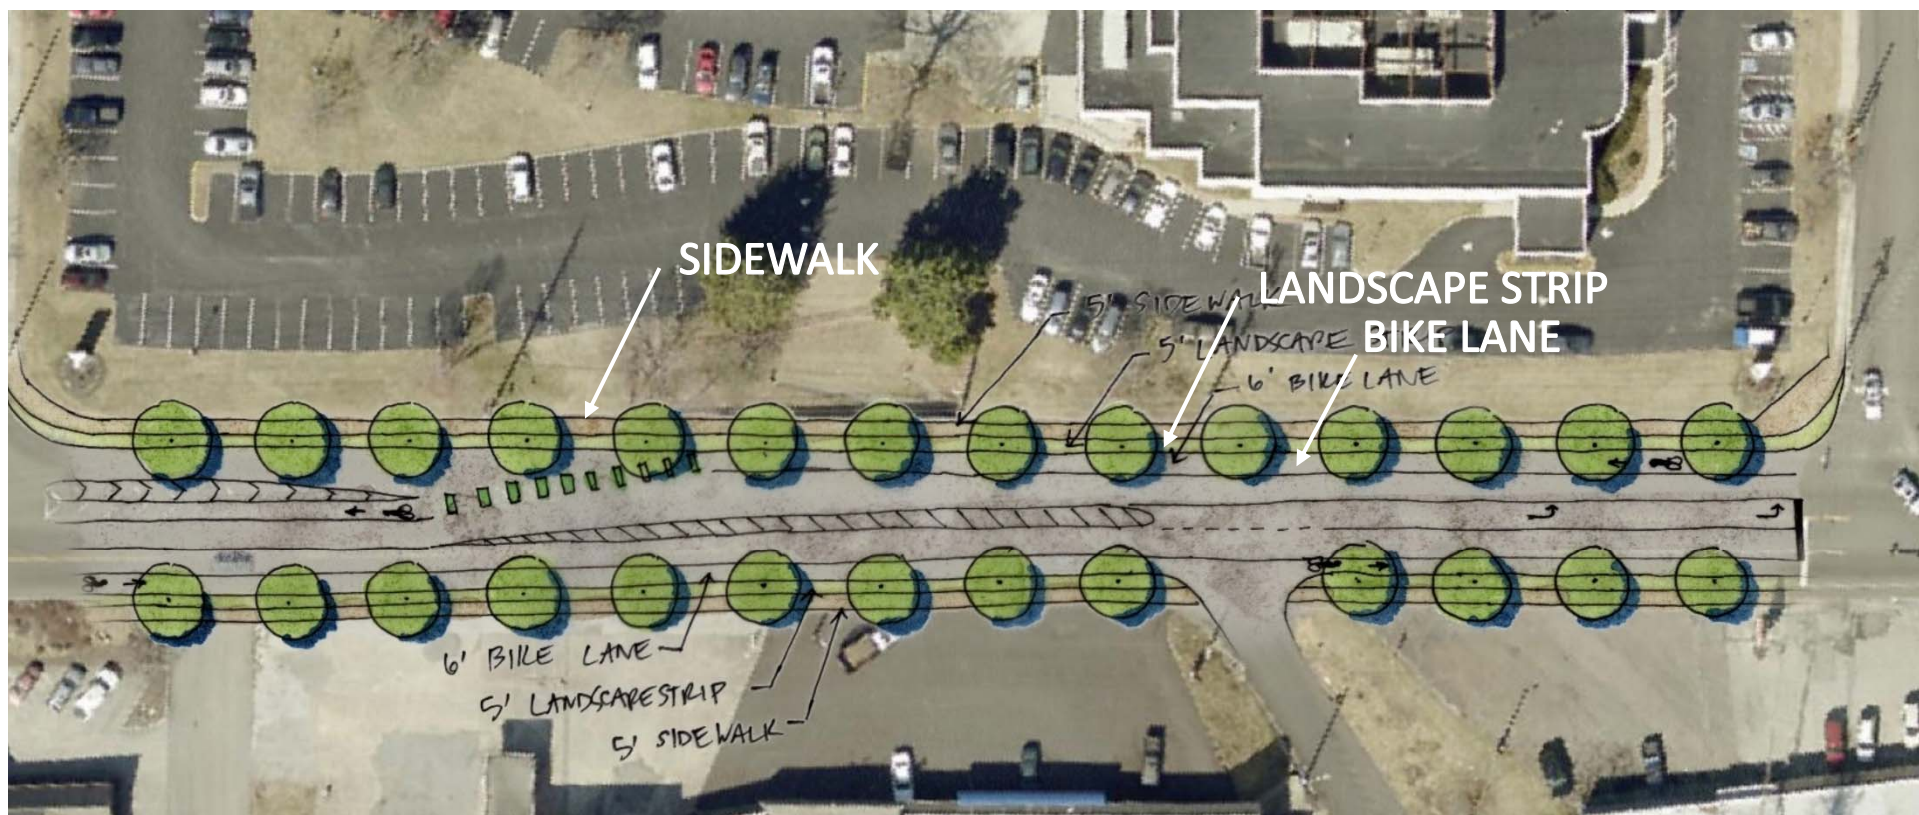 SIDEWALK
LANDSCAPE STRIP
BIKE LANE
5' SIDEWALK
5' LANDSCAPE
6' BIKE LANE
6' BIKE LANE
5' LANDSCAPESTRIP
5' SIDEWALK